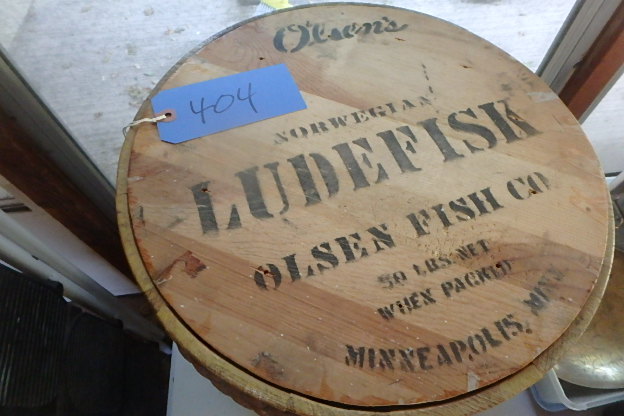 Olsen's
404
NORWEGIAN
LUDEFISK
OLSEN FISH CO
50 LBS NET
WHEN PACKED
MINNEAPOLIS, MINN